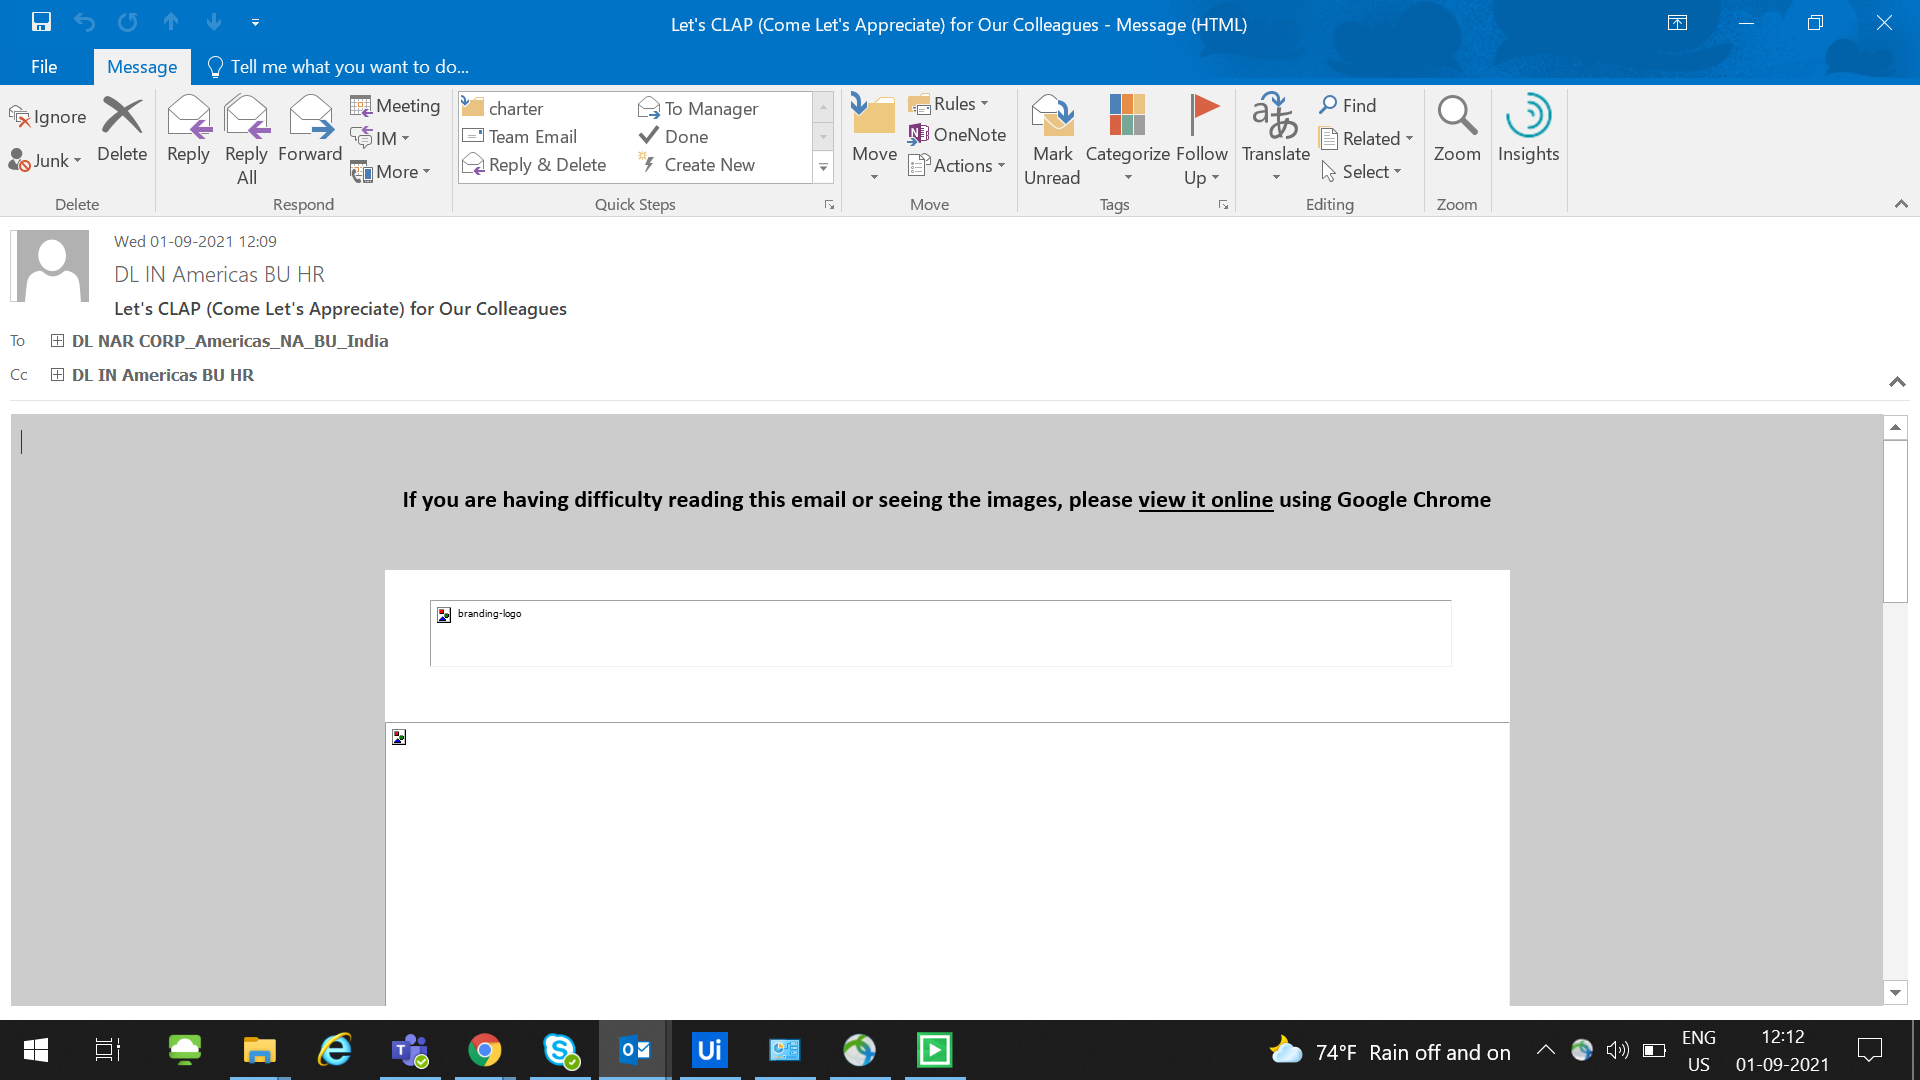 Let's CLAP (Come Let's Appreciate) for Our Colleagues - Message (HTML)
File
Message
Tell me what you want to do...
Ignore
Junk
Delete
Delete
Reply
Reply All
Forward
Meeting
IM
More
Respond
charter
Team Email
Reply & Delete
To Manager
Done
Create New
Quick Steps
Move
Rules
OneNote
Actions
Move
Mark Unread
Categorize
Follow Up
Tags
Translate
Find
Related
Select
Editing
Zoom
Zoom
Insights
Wed 01-09-2021 12:09
DL IN Americas BU HR
Let's CLAP (Come Let's Appreciate) for Our Colleagues
To DL NAR CORP_Americas_NA_BU_India
Cc DL IN Americas BU HR
If you are having difficulty reading this email or seeing the images, please view it online using Google Chrome
branding-logo
Ui
74°F Rain off and on
ENG
US
12:12
01-09-2021